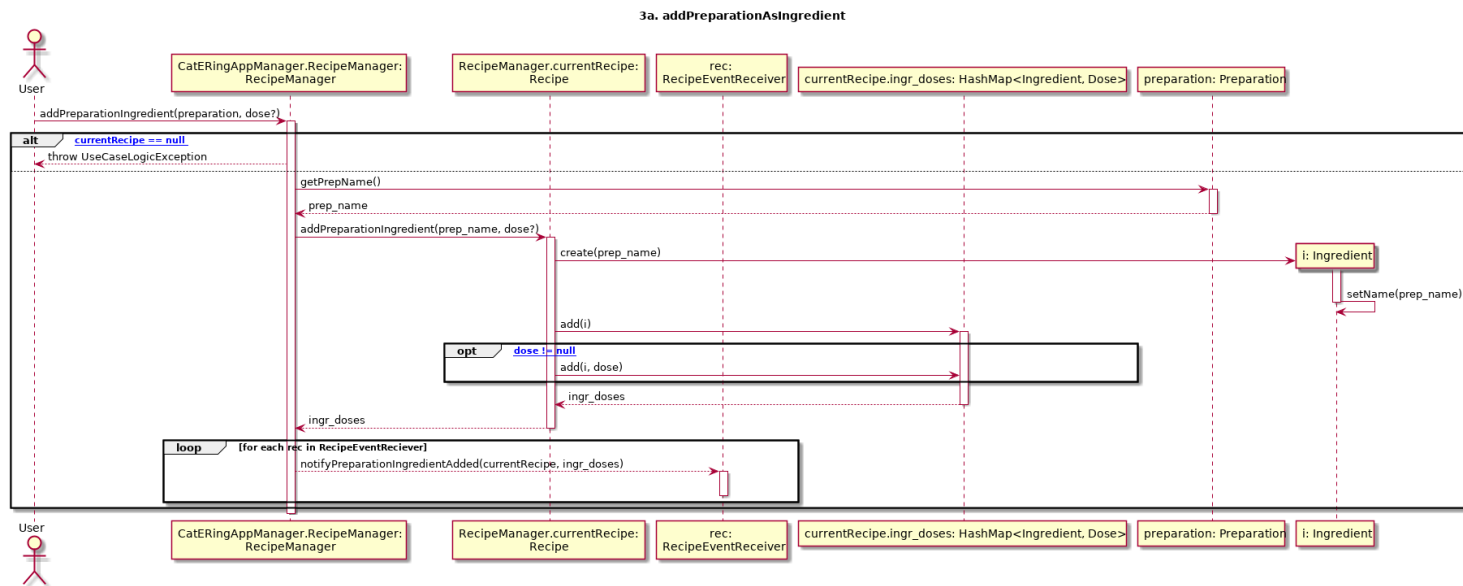 3a. addPreparationAsIngredient
User
CatERingAppManager.RecipeManager:
RecipeManager
RecipeManager.currentRecipe:
Recipe
rec:
RecipeEventReceiver
currentRecipe.ingr_doses: HashMap<Ingredient, Dose>
preparation: Preparation
addPreparationIngredient(preparation, dose?)
alt
currentRecipe == null
throw UseCaseLogicException
getPrepName()
prep_name
addPreparationIngredient(prep_name, dose?)
create(prep_name)
i: Ingredient
setName(prep_name)
add(i)
opt
dose != null
add(i, dose)
ingr_doses
ingr_doses
loop
[for each rec in RecipeEventReciever]
notifyPreparationIngredientAdded(currentRecipe, ingr_doses)
User
CatERingAppManager.RecipeManager:
RecipeManager
RecipeManager.currentRecipe:
Recipe
rec:
RecipeEventReceiver
currentRecipe.ingr_doses: HashMap<Ingredient, Dose>
preparation: Preparation
i: Ingredient